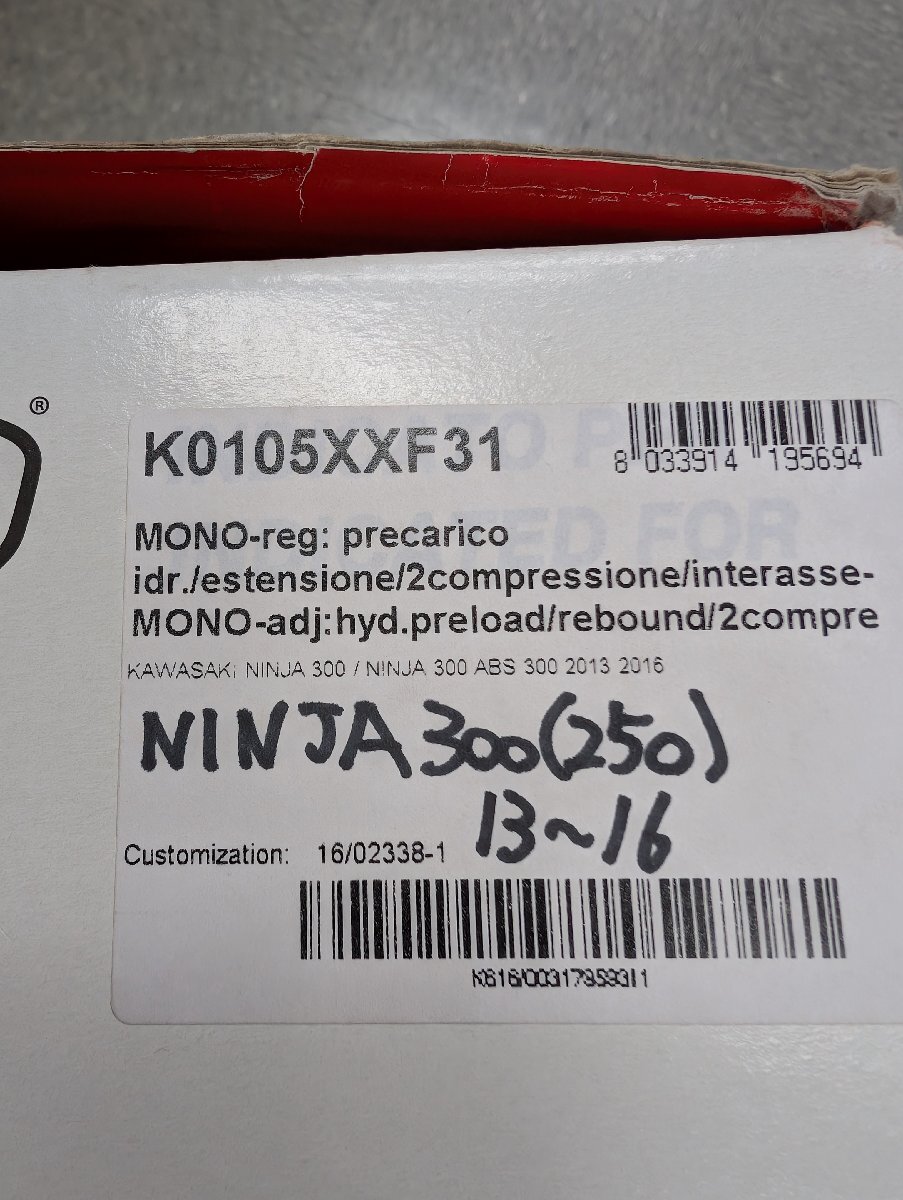 ®
K0105XXF31
8 033914 195694
MONO-reg: precarico
idr./estensione/2compressione/interasse-
MONO-adj:hyd.preload/rebound/2compre
KAWASAKI NINJA 300 / NINJA 300 ABS 300 2013 2016
NINJA 300(250)
13~16
Customization: 16/02338-1